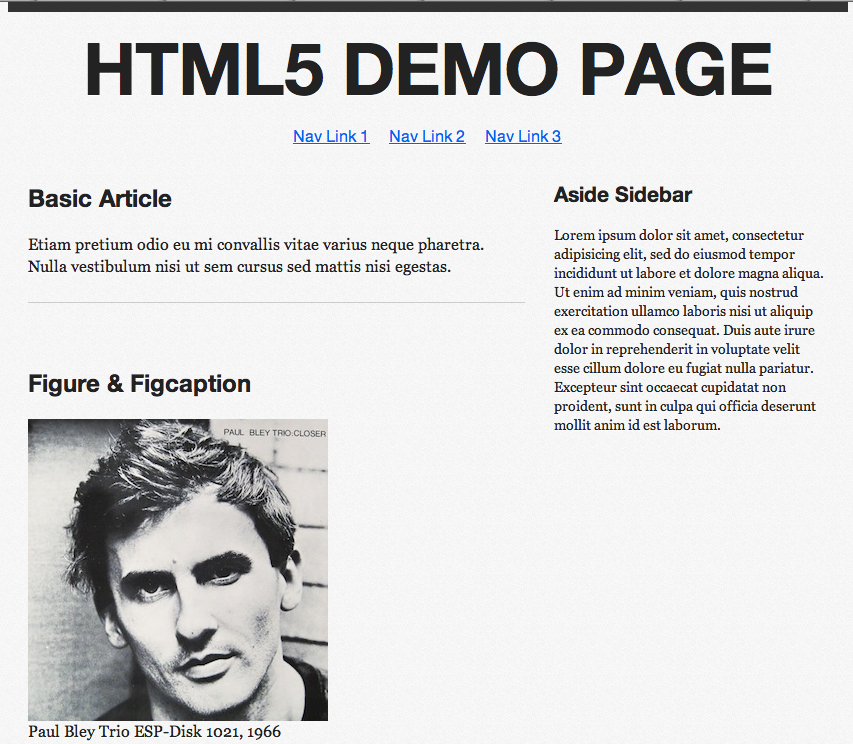 HTML5 DEMO PAGE
Nav Link 1 Nav Link 2 Nav Link 3
Basic Article
Etiam pretium odio eu mi convallis vitae varius neque pharetra.
Nulla vestibulum nisi ut sem cursus sed mattis nisi egestas.
Figure & Figcaption
PAUL BLEY TRIO:CLOSER
Paul Bley Trio ESP-Disk 1021, 1966
Aside Sidebar
Lorem ipsum dolor sit amet, consectetur
adipisicing elit, sed do eiusmod tempor
incididunt ut labore et dolore magna aliqua.
Ut enim ad minim veniam, quis nostrud
exercitation ullamco laboris nisi ut aliquip
ex ea commodo consequat. Duis aute irure
dolor in reprehenderit in voluptate velit
esse cillum dolore eu fugiat nulla pariatur.
Excepteur sint occaecat cupidatat non
proident, sunt in culpa qui officia deserunt
mollit anim id est laborum.